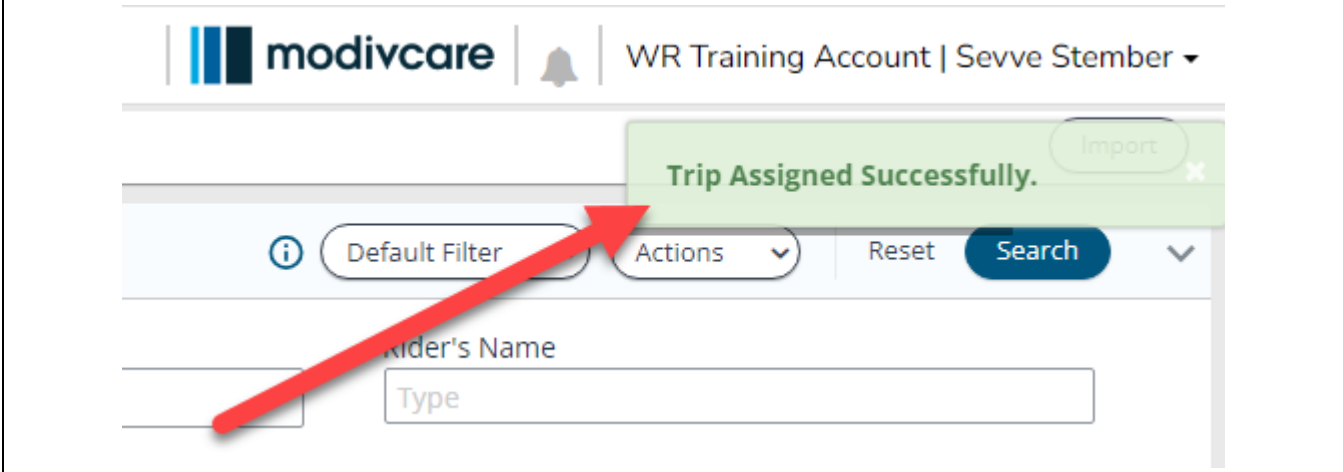 modivcare
WR Training Account | Sevve Stember
Import
Trip Assigned Successfully.
Default Filter
Actions
Reset
Search
Rider's Name
Type